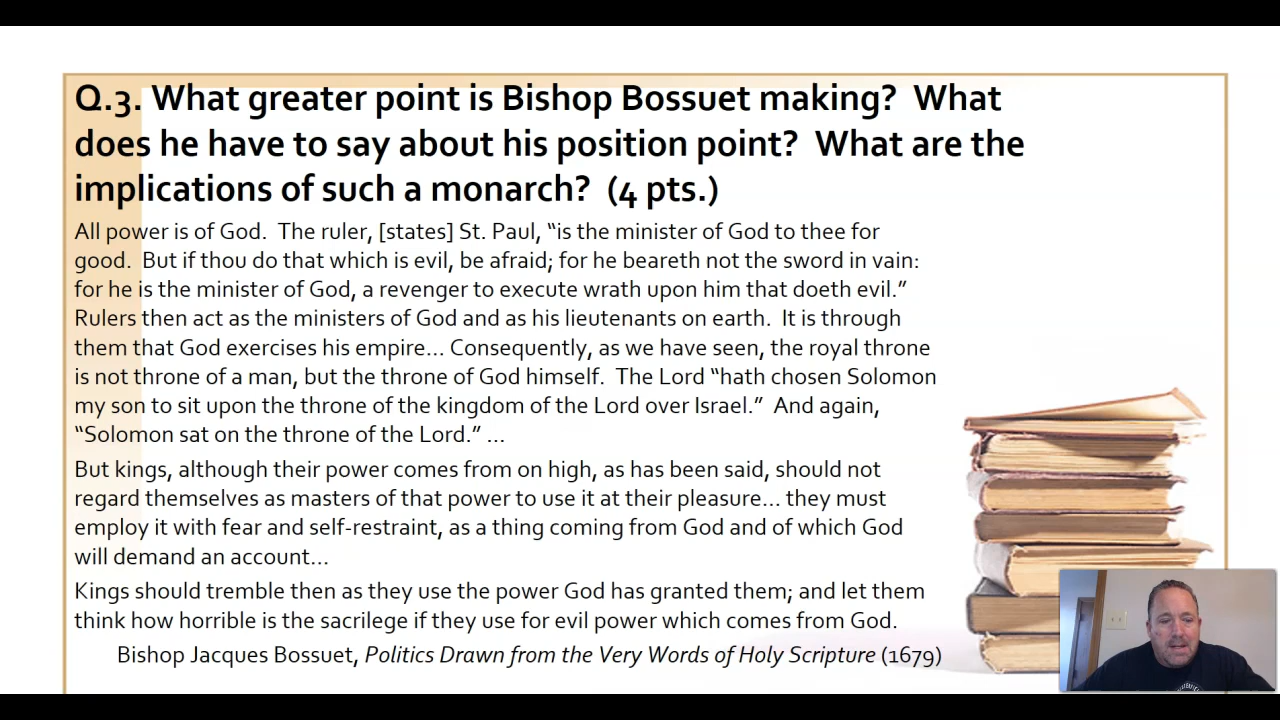 Q.3. What greater point is Bishop Bossuet making? What
does he have to say about his position point? What are the
implications of such a monarch? (4 pts.)
All power is of God. The ruler, [states] St. Paul, “is the minister of God to thee for
good. But if thou do that which is evil, be afraid; for he beareth not the sword in vain:
for he is the minister of God, a revenger to execute wrath upon him that doeth evil.”
Rulers then act as the ministers of God and as his lieutenants on earth. It is through
them that God exercises his empire… Consequently, as we have seen, the royal throne
is not throne of a man, but the throne of God himself. The Lord “hath chosen Solomon
my son to sit upon the throne of the kingdom of the Lord over Israel.” And again,
“Solomon sat on the throne of the Lord.” …
But kings, although their power comes from on high, as has been said, should not
regard themselves as masters of that power to use it at their pleasure… they must
employ it with fear and self-restraint, as a thing coming from God and of which God
will demand an account…
Kings should tremble then as they use the power God has granted them; and let them
think how horrible is the sacrilege if they use for evil power which comes from God.
Bishop Jacques Bossuet, Politics Drawn from the Very Words of Holy Scripture (1679)